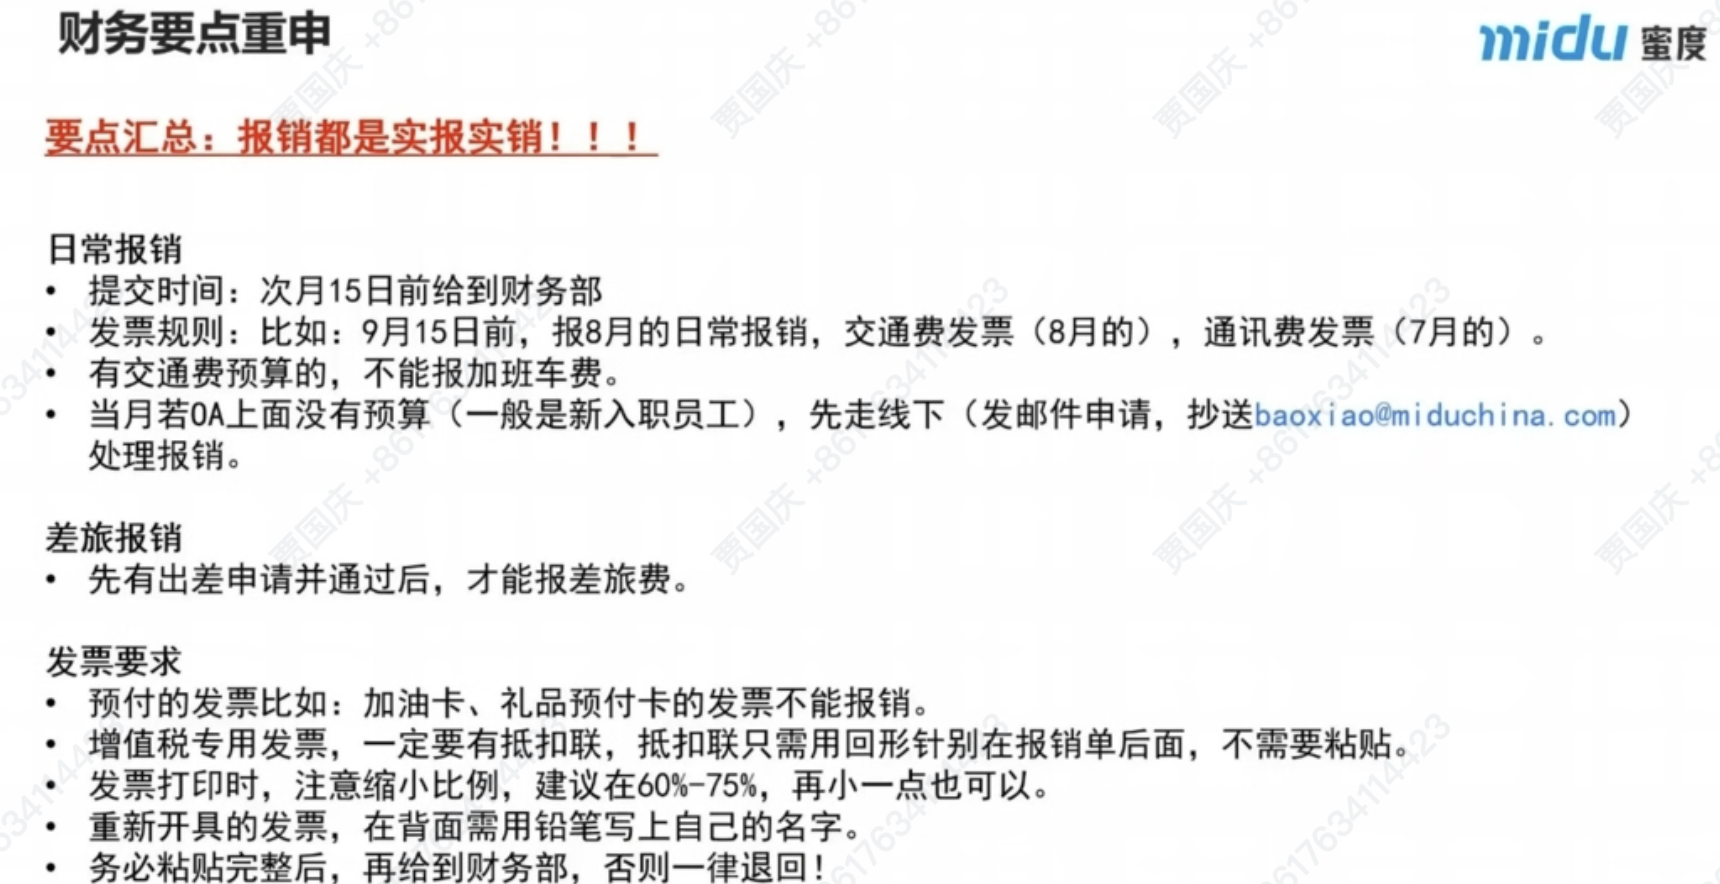 财务要点重申
midu 蜜度
要点汇总：报销都是实报实销！！！
日常报销
• 提交时间：次月15日前给到财务部
• 发票规则：比如：9月15日前，报8月的日常报销，交通费发票（8月的），通讯费发票（7月的）。
• 有交通费预算的，不能报加班车费。
• 当月若OA上面没有预算（一般是新入职员工），先走线下（发邮件申请，抄送baoxiao@miduchina.com）
处理报销。
差旅报销
• 先有出差申请并通过后，才能报差旅费。
发票要求
• 预付的发票比如：加油卡、礼品预付卡的发票不能报销。
• 增值税专用发票，一定要有抵扣联，抵扣联只需用回形针别在报销单后面，不需要粘贴。
• 发票打印时，注意缩小比例，建议在60%-75%，再小一点也可以。
• 重新开具的发票，在背面需用铅笔写上自己的名字。
• 务必粘贴完整后，再给到财务部，否则一律退回！
贾国庆 +8617634114423